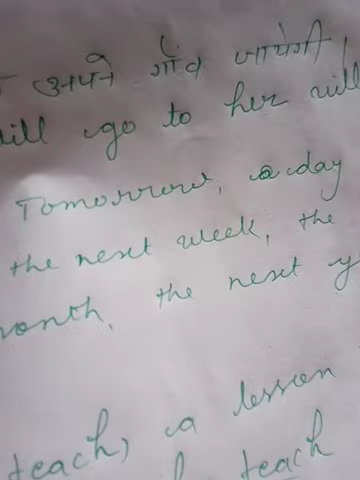 अपने गाँव जायेगी,
will go to her vill
Tomorrow, a day
the next week, the
month, the next y
a lesson
teach,
teach